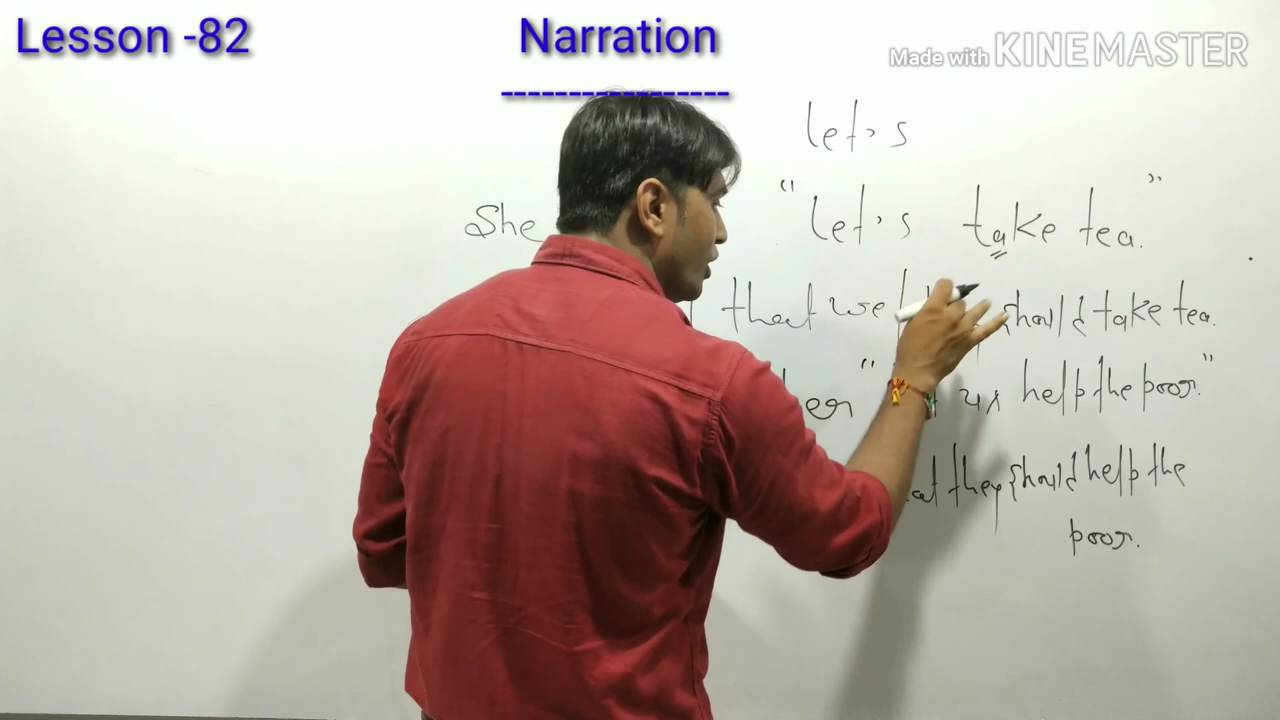 Lesson -82 Narration
Made with KINEMASTER
-----------------
let's
She "let's take tea."
that we should take tea.
" us help the poor."
they should help the
poor.